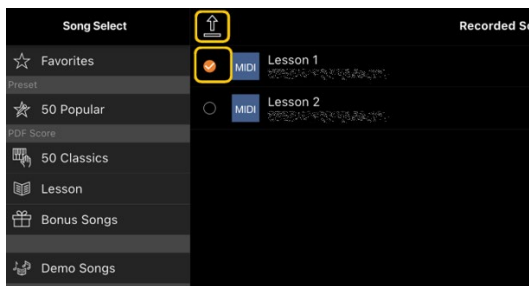 Song Select
Recorded S
Favorites
Preset
50 Popular
PDF Score
50 Classics
Lesson
Bonus Songs
Demo Songs
MIDI Lesson 1
MIDI Lesson 2